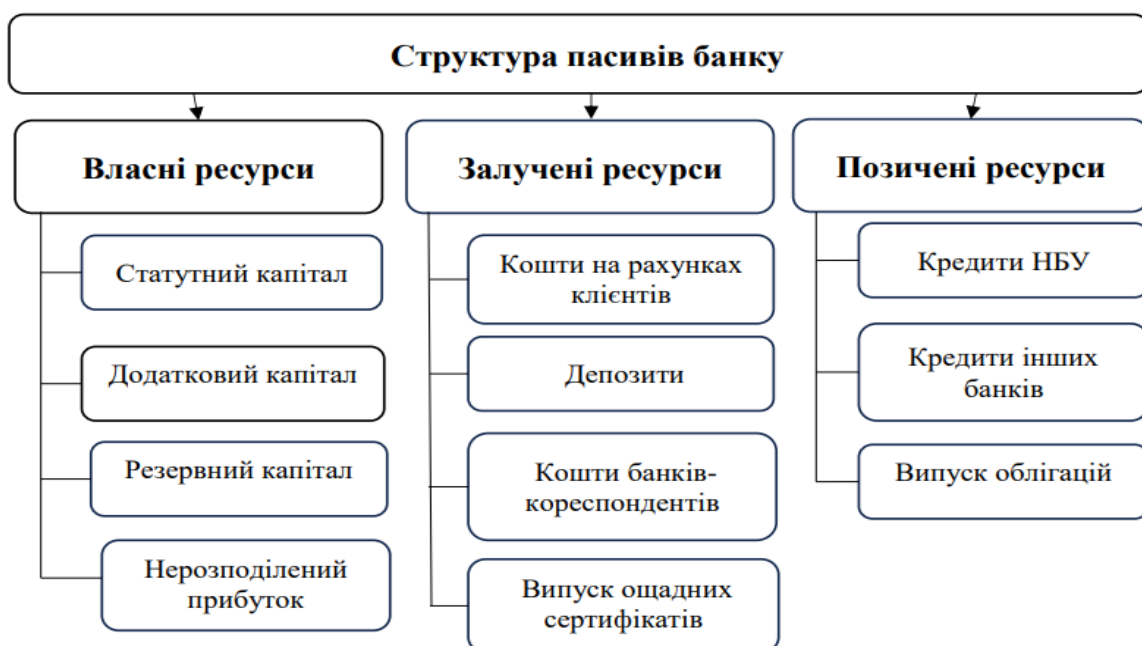 Структура пасивів банку
Власні ресурси
Статутний капітал
Додатковий капітал
Резервний капітал
Нерозподілений
прибуток
Залучені ресурси
Кошти на рахунках
клієнтів
Депозити
Кошти банків-
кореспондентів
Випуск ощадних
сертифікатів
Позичені ресурси
Кредити НБУ
Кредити інших
банків
Випуск облігацій